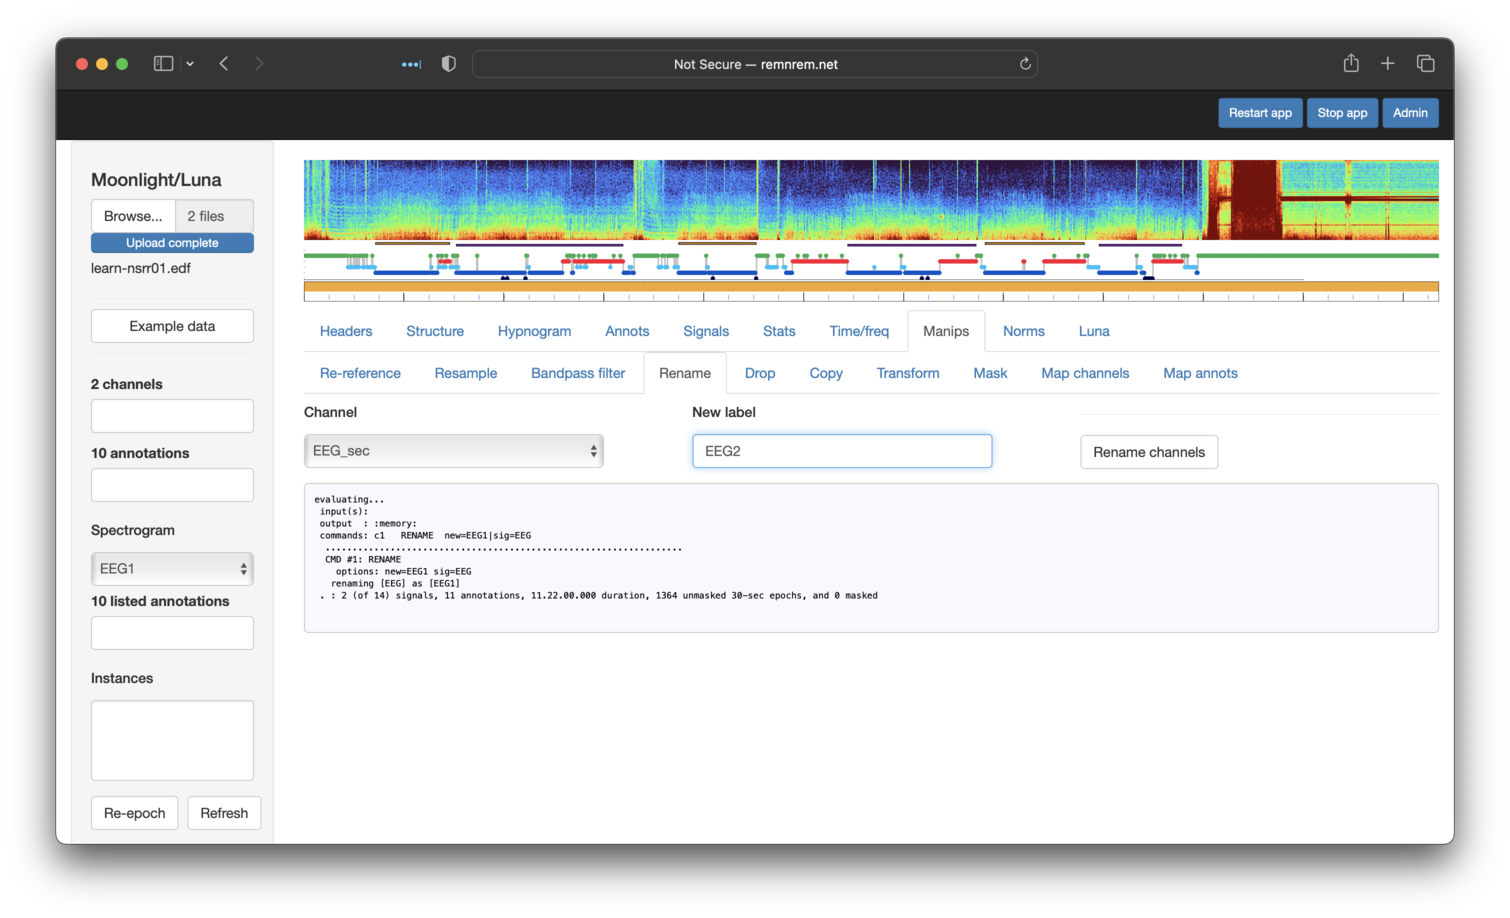 Not Secure — remnrem.net
Restart app
Stop app
Admin
Moonlight/Luna
Browse...
2 files
Upload complete
learn-nsrr01.edf
Example data
2 channels
10 annotations
Spectrogram
EEG1
10 listed annotations
Instances
Re-epoch
Refresh
Headers
Structure
Hypnogram
Annots
Signals
Stats
Time/freq
Manips
Norms
Luna
Re-reference
Resample
Bandpass filter
Rename
Drop
Copy
Transform
Mask
Map channels
Map annots
Channel
New label
EEG_sec
EEG2
Rename channels
evaluating...
input(s):
output : :memory:
commands: c1 RENAME new=EEG1|sig=EEG
..................................................................
CMD #1: RENAME
options: new=EEG1 sig=EEG
renaming [EEG] as [EEG1]
. : 2 (of 14) signals, 11 annotations, 11.22.00.000 duration, 1364 unmasked 30-sec epochs, and 0 masked